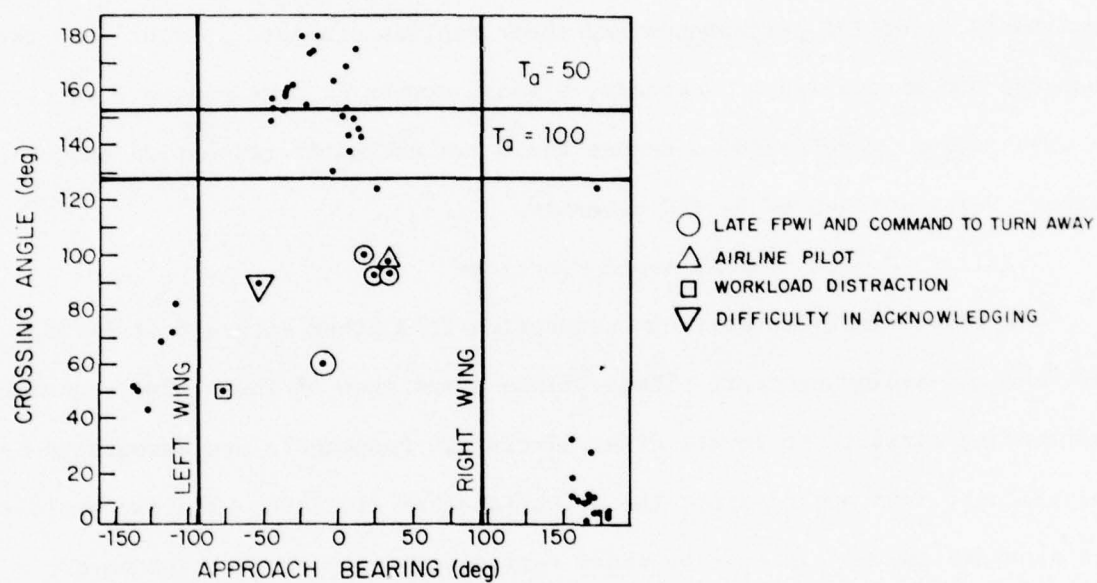 180
160
140
120
100
80
60
40
20
0
CROSSING ANGLE (deg)
Tₐ = 50
Tₐ = 100
LEFT WING
RIGHT WING
-150 -100 -50 0 50 100 150
APPROACH BEARING (deg)
LATE FPWI AND COMMAND TO TURN AWAY
AIRLINE PILOT
WORKLOAD DISTRACTION
DIFFICULTY IN ACKNOWLEDGING